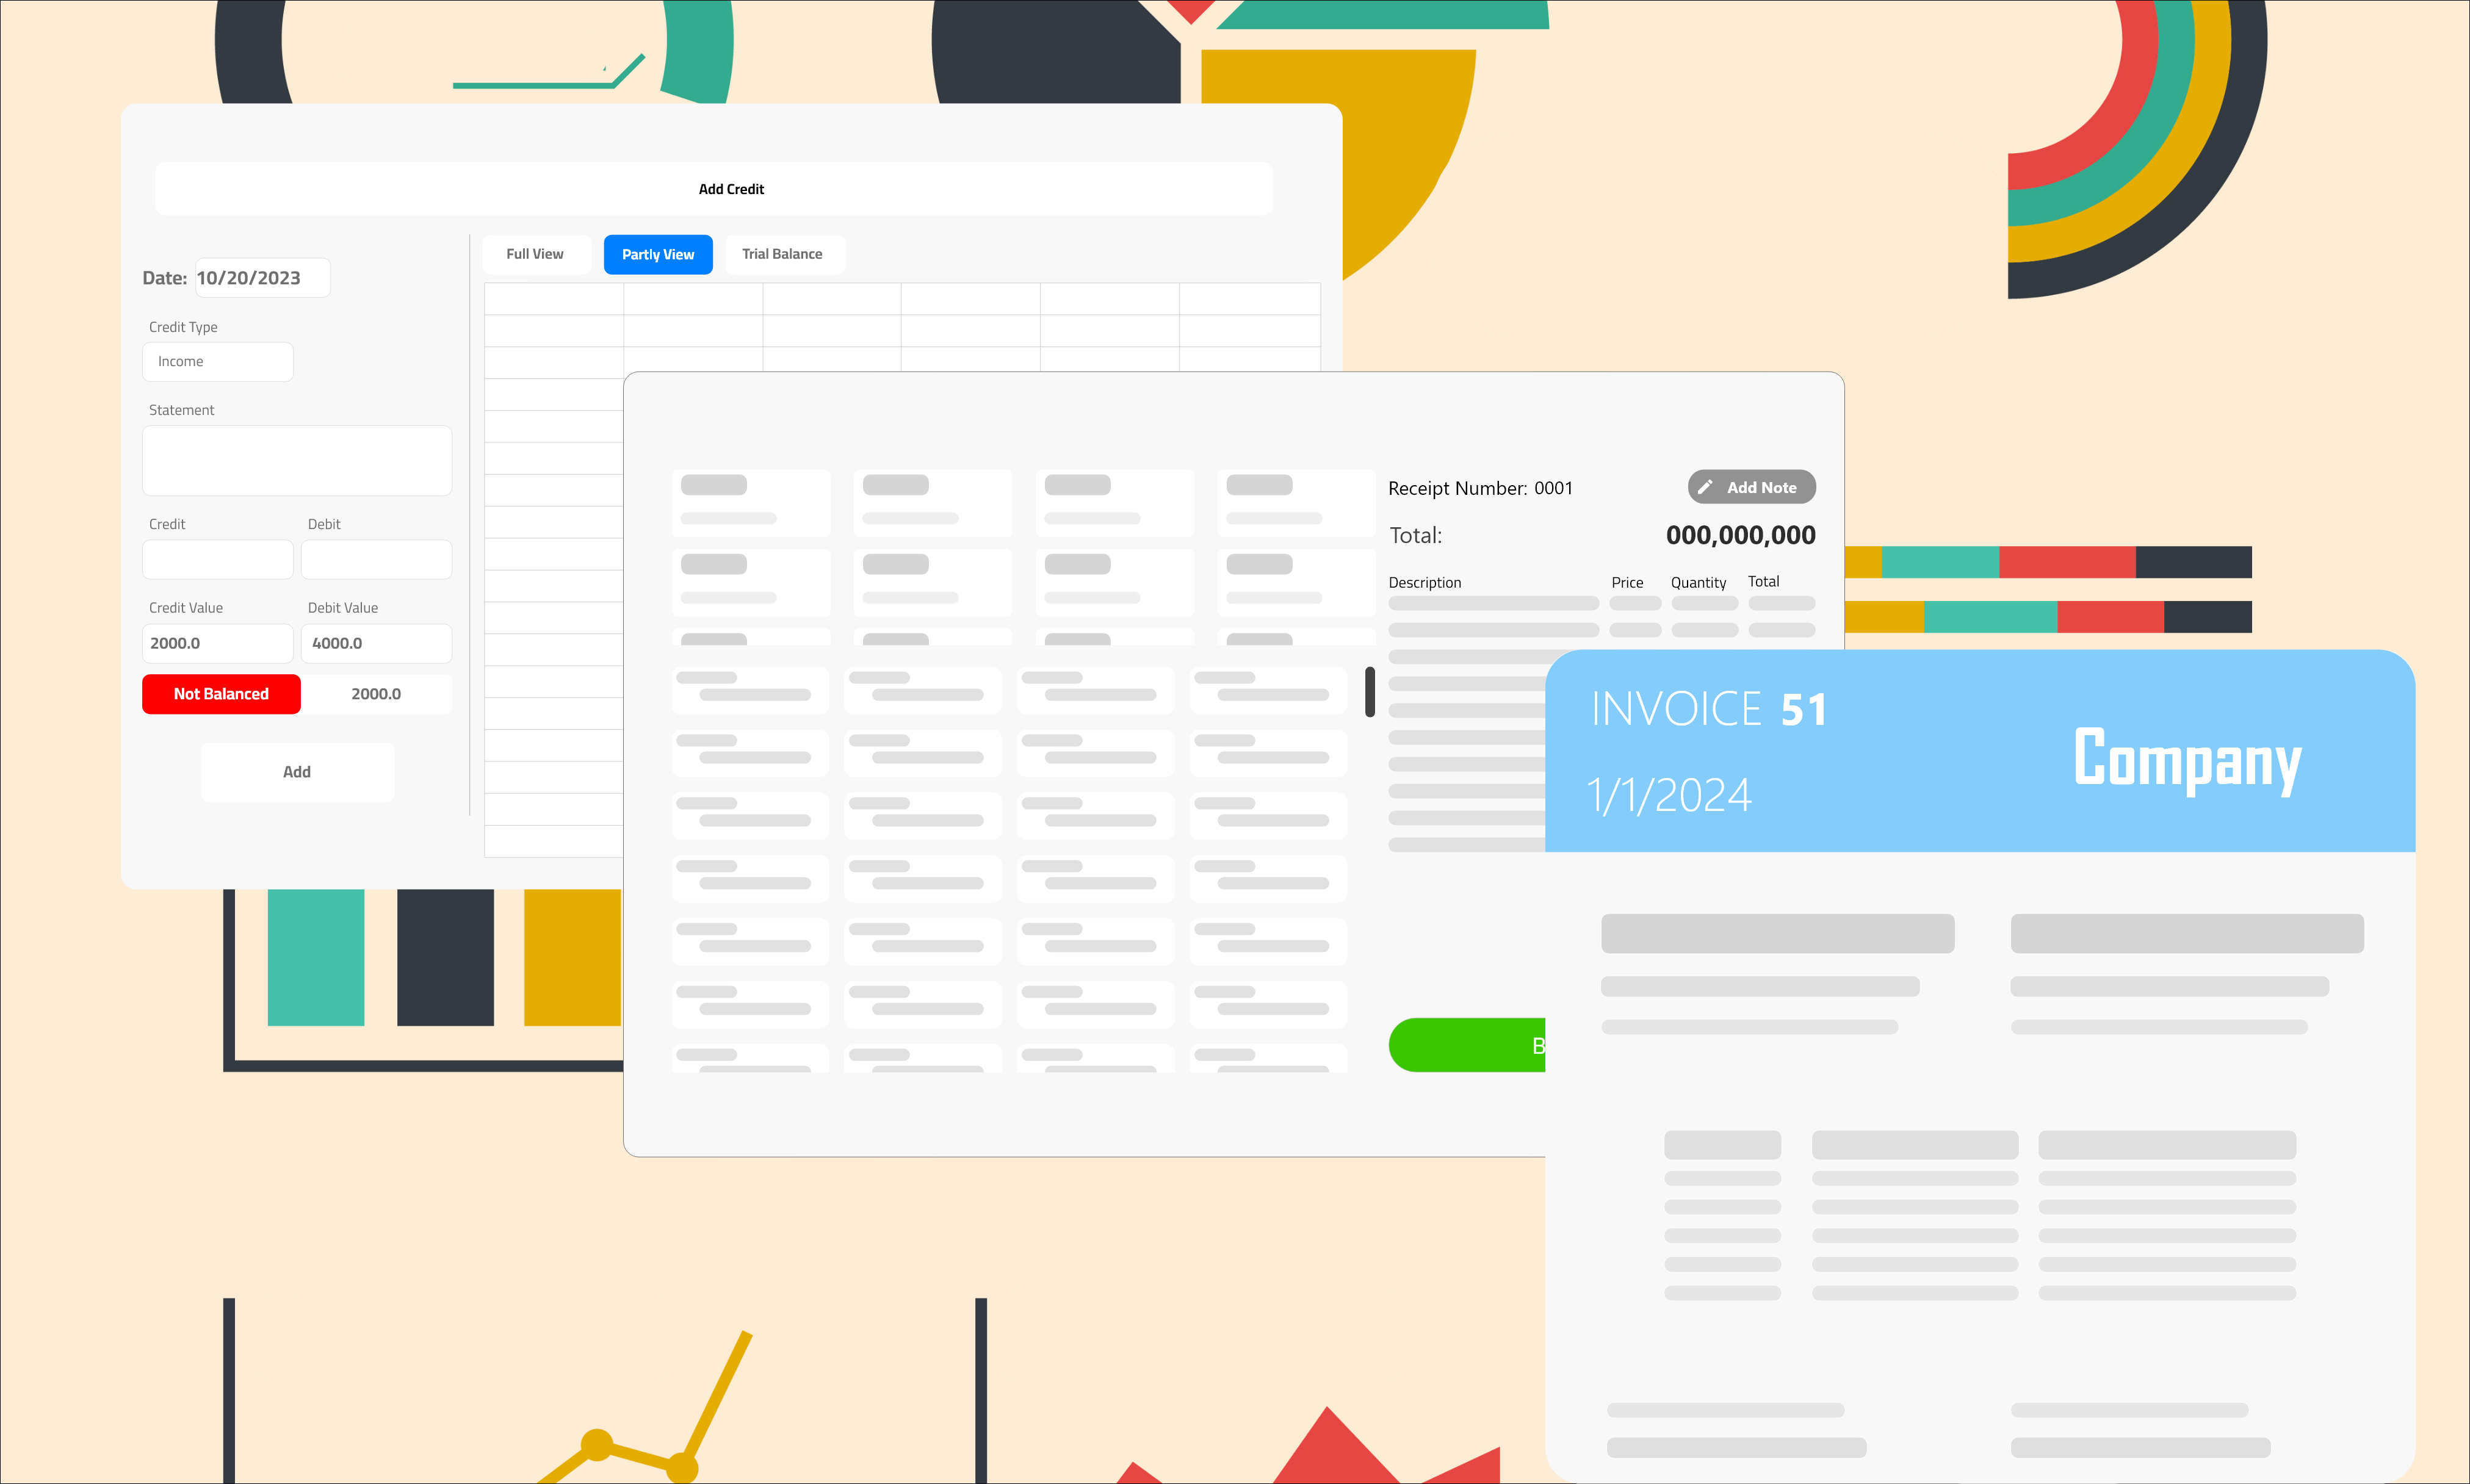 Add Credit
Full View
Partly View
Trial Balance
Date: 10/20/2023
Credit Type
Income
Statement
Credit
Debit
Credit Value
Debit Value
2000.0
4000.0
Not Balanced
2000.0
Add
Receipt Number: 0001
Add Note
Total:
000,000,000
Description
Price
Quantity
Total
B
INVOICE 51
1/1/2024
Company